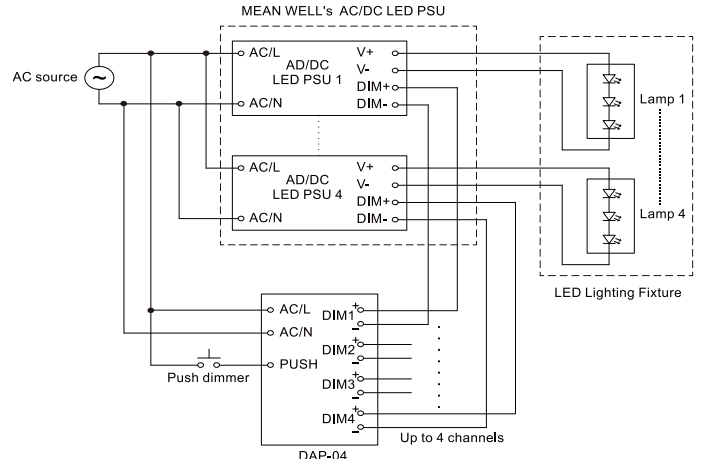 MEAN WELL's AC/DC LED PSU
AC source
~
AC/L
AC/N
AD/DC
LED PSU 1
V+
V-
DIM+
DIM-
AC/L
AC/N
AD/DC
LED PSU 4
V+
V-
DIM+
DIM-
Lamp 1
Lamp 4
LED Lighting Fixture
AC/L
AC/N
PUSH
Push dimmer
DIM1
+
-
DIM2
+
-
DIM3
+
-
DIM4
+
-
Up to 4 channels
DAP-04